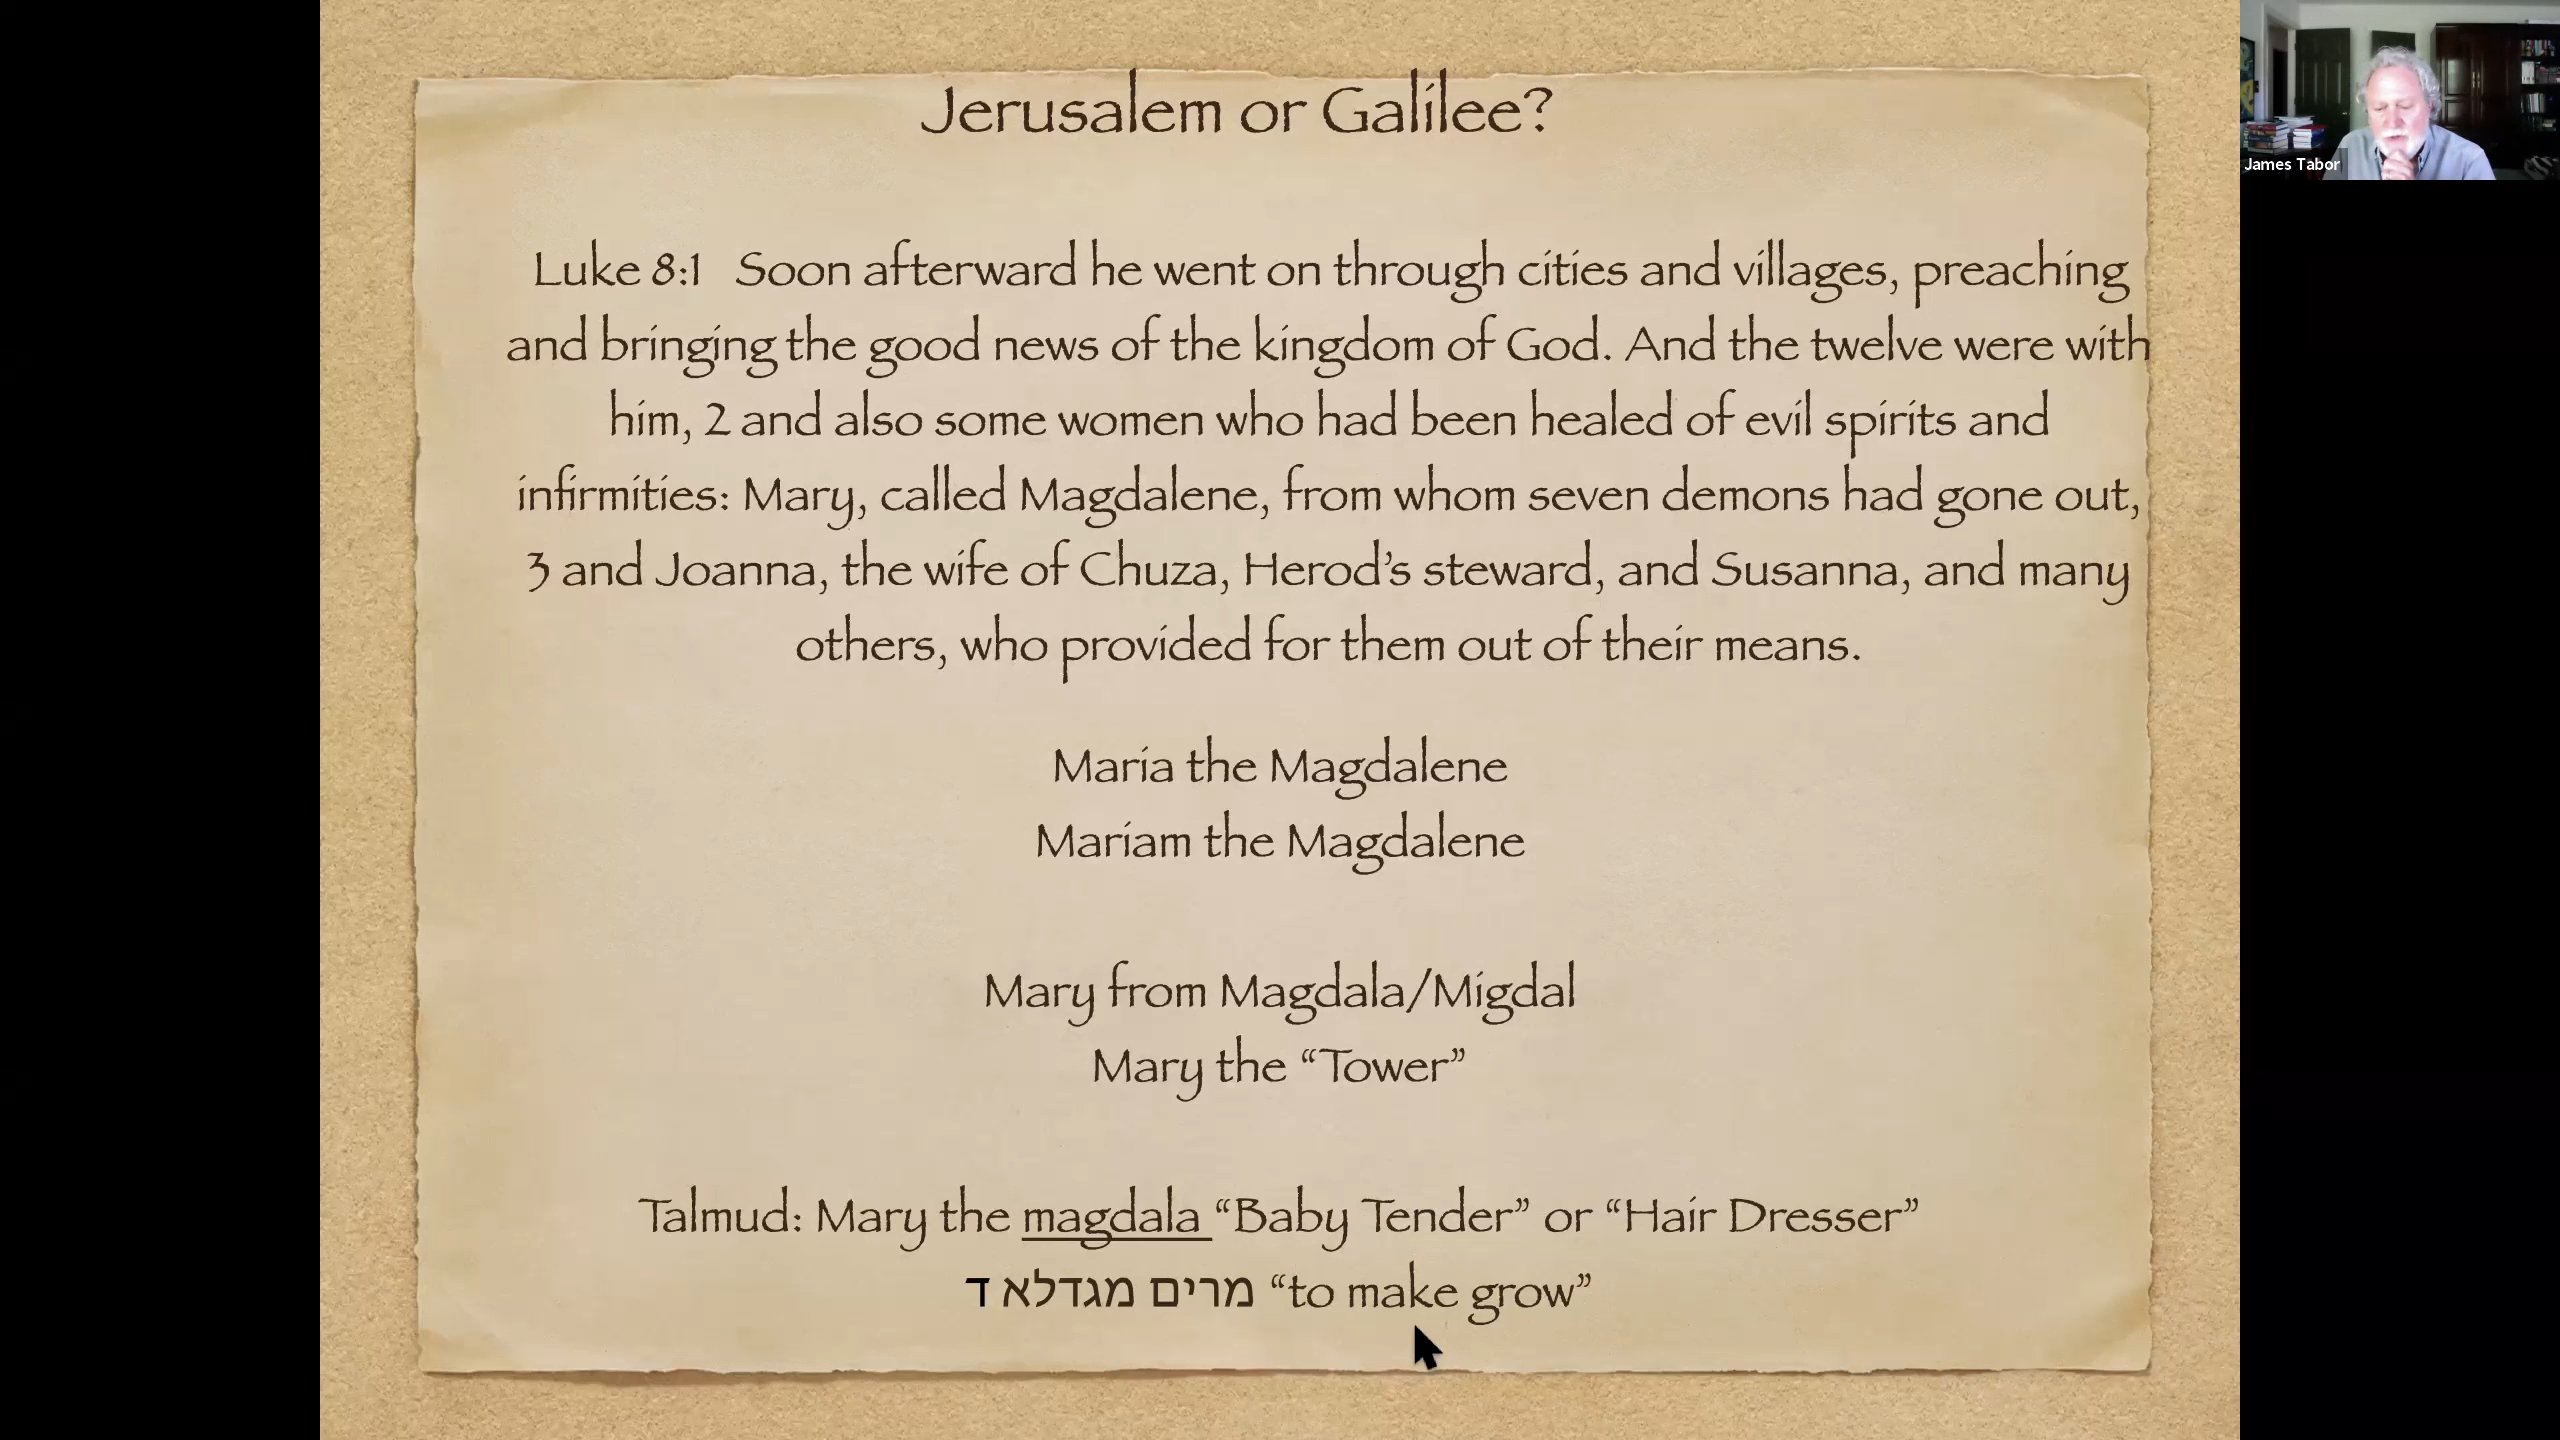 Jerusalem or Galilee?
James Tabor
Luke 8:1 Soon afterward he went on through cities and villages, preaching
and bringing the good news of the kingdom of God. And the twelve were with
him, 2 and also some women who had been healed of evil spirits and
infirmities: Mary, called Magdalene, from whom seven demons had gone out,
3 and Joanna, the wife of Chuza, Herod’s steward, and Susanna, and many
others, who provided for them out of their means.
Maria the Magdalene
Mariam the Magdalene
Mary from Magdala/Migdal
Mary the “Tower”
Talmud: Mary the magdala “Baby Tender” or “Hair Dresser”
מרים מגדלא ד “to make grow”